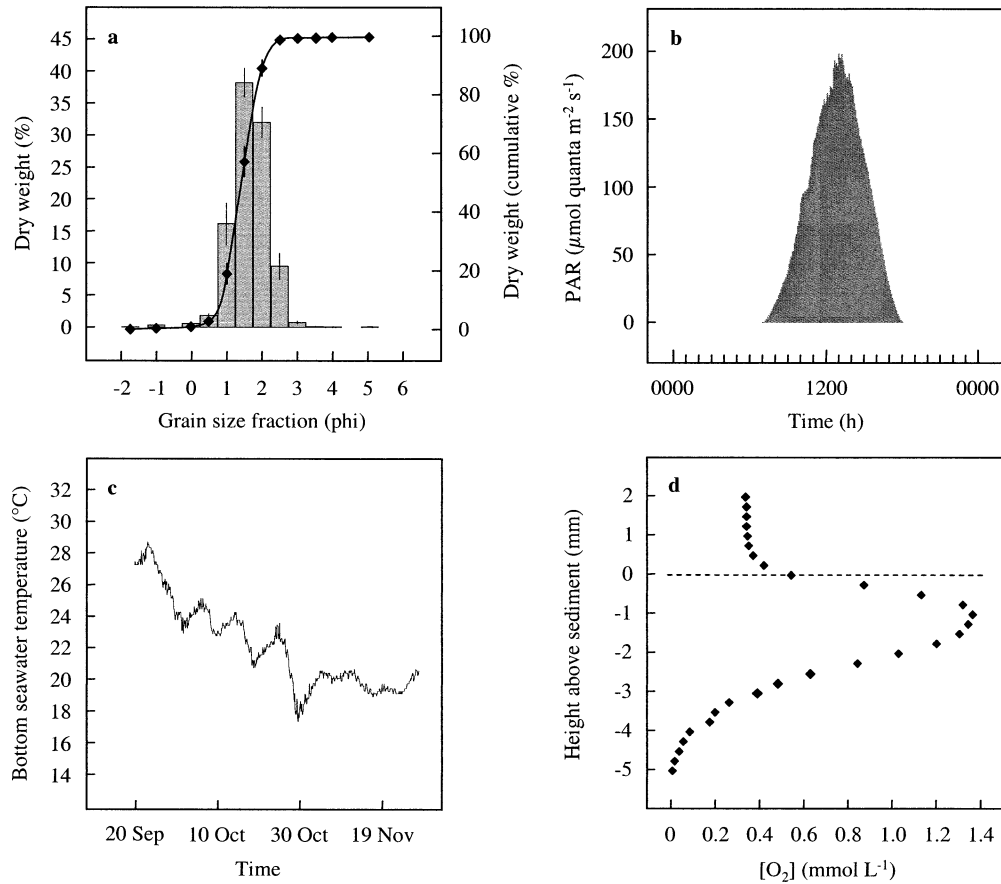 a
45
40
35
30
25
20
15
10
5
0
Dry weight (%)
100
80
60
40
20
0
Dry weight (cumulative %)
-2 -1 0 1 2 3 4 5 6
Grain size fraction (phi)
b
200
150
100
50
0
PAR (μmol quanta m⁻² s⁻¹)
0000 1200 0000
Time (h)
c
32
30
28
26
24
22
20
18
16
14
Bottom seawater temperature (°C)
20 Sep 10 Oct 30 Oct 19 Nov
Time
d
2
1
0
-1
-2
-3
-4
-5
Height above sediment (mm)
0 0.2 0.4 0.6 0.8 1.0 1.2 1.4
[O₂] (mmol L⁻¹)